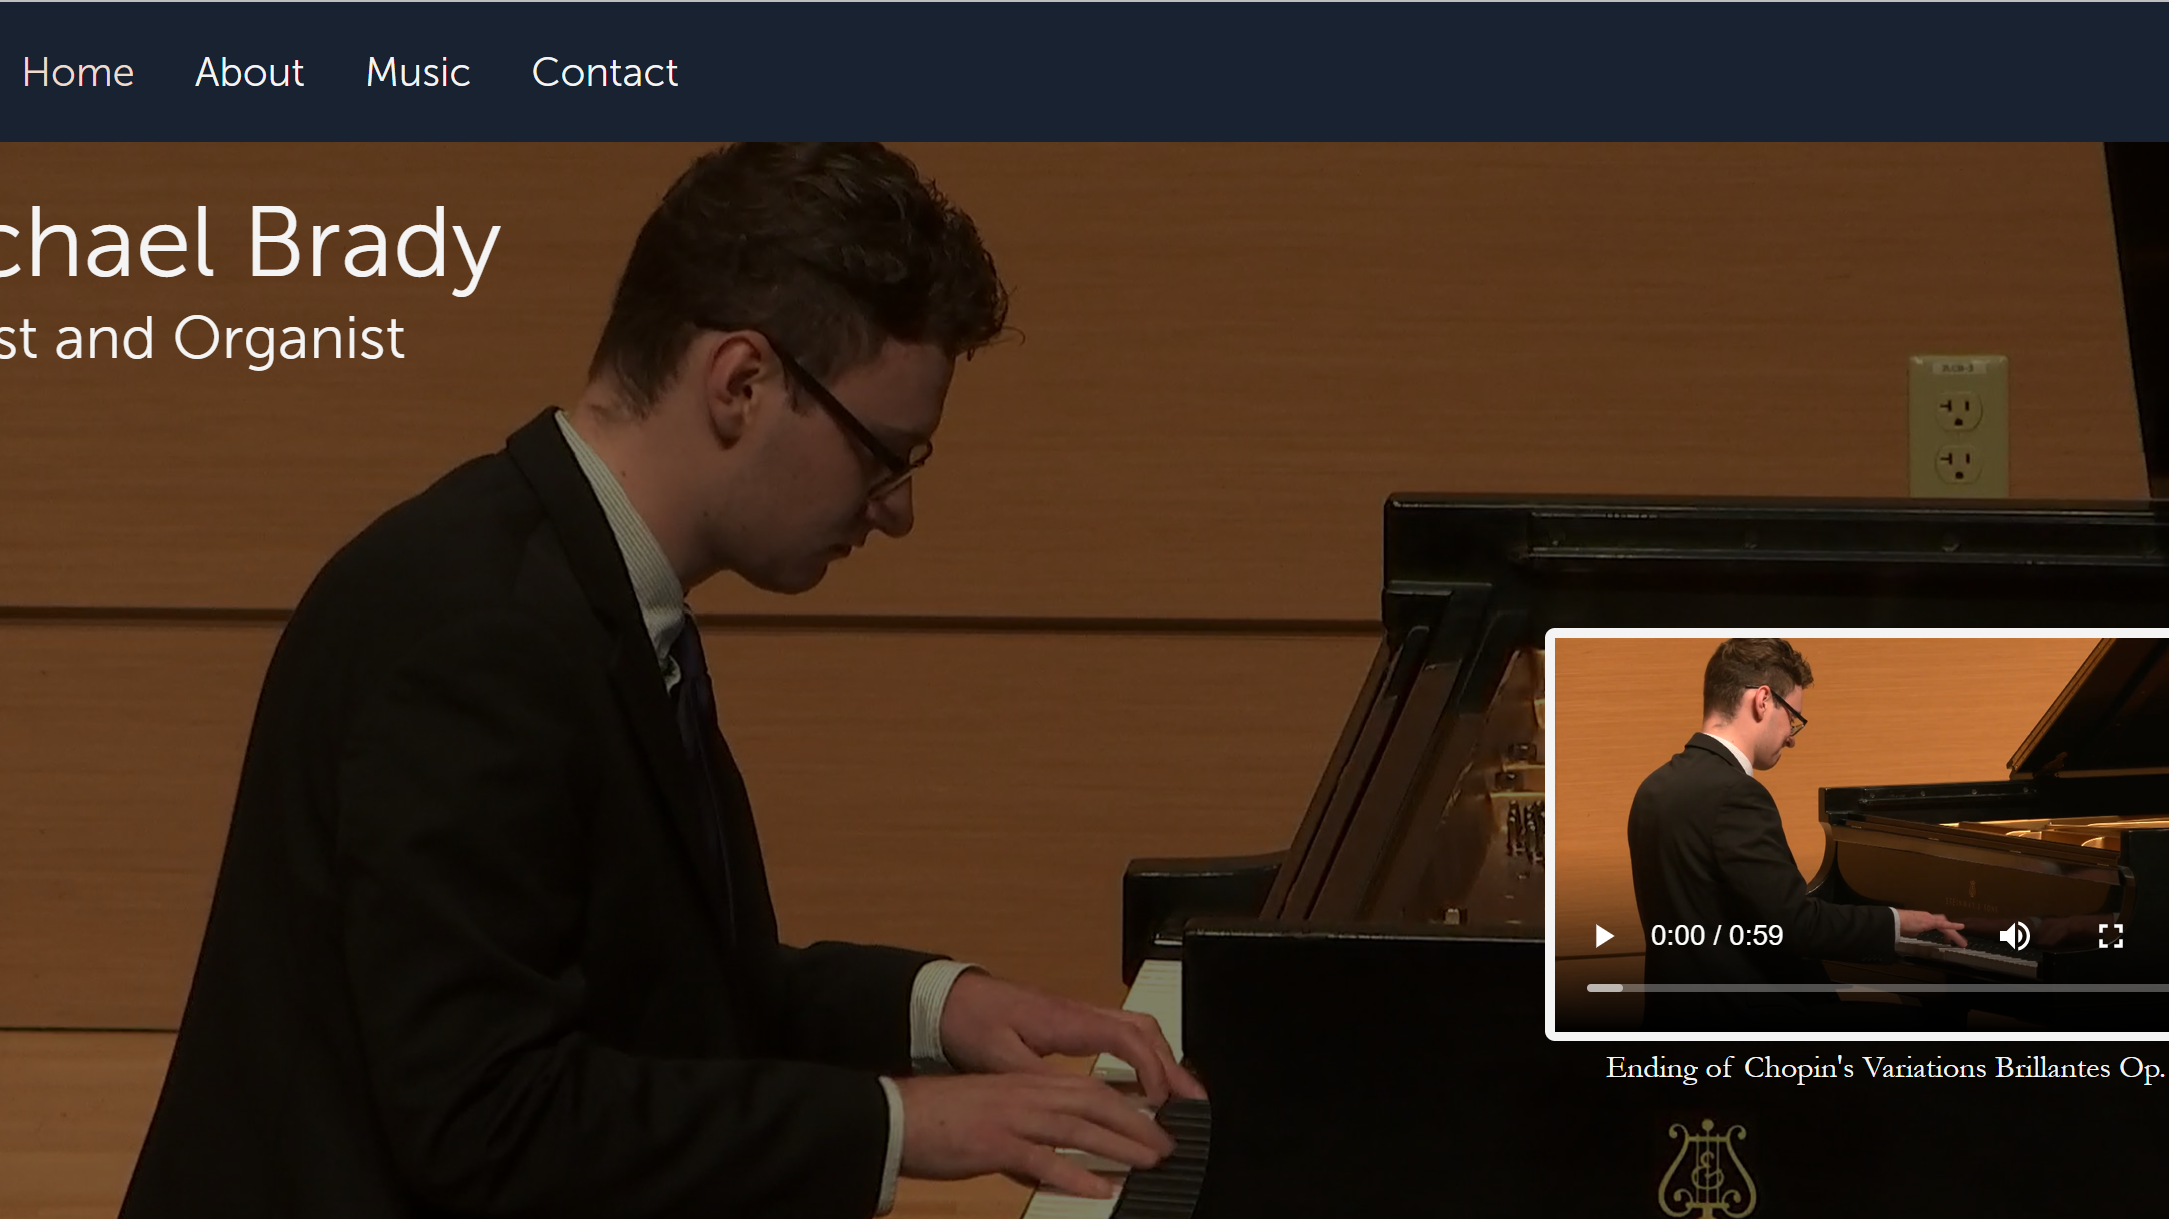 Home About Music Contact
chael Brady
st and Organist
0:00 / 0:59
Ending of Chopin's Variations Brillantes Op.